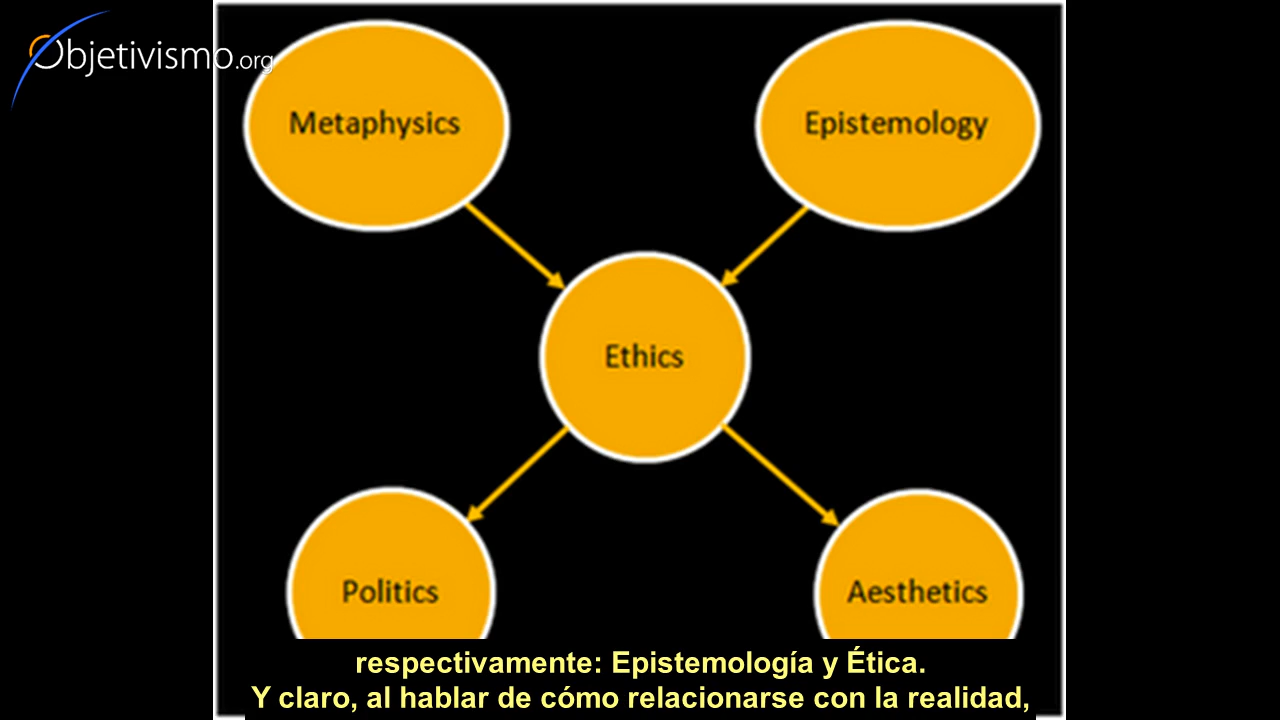 Objetivismo.org
Metaphysics
Epistemology
Ethics
Politics
Aesthetics
respectivamente: Epistemología y Ética.
Y claro, al hablar de cómo relacionarse con la realidad,